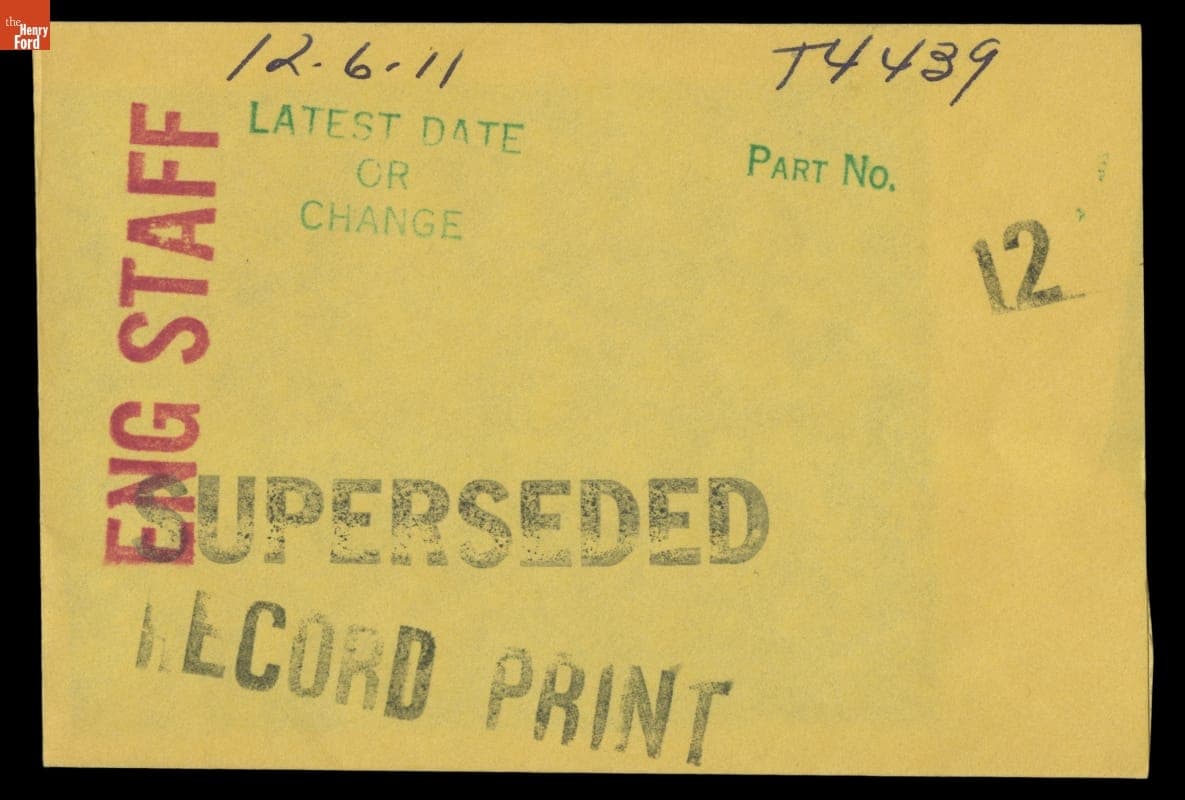 the
Henry
Ford
12.6.11
T4439
LATEST DATE
OR
CHANGE
PART NO.
12
ENG STAFF
SUPERSEDED
RECORD PRINT